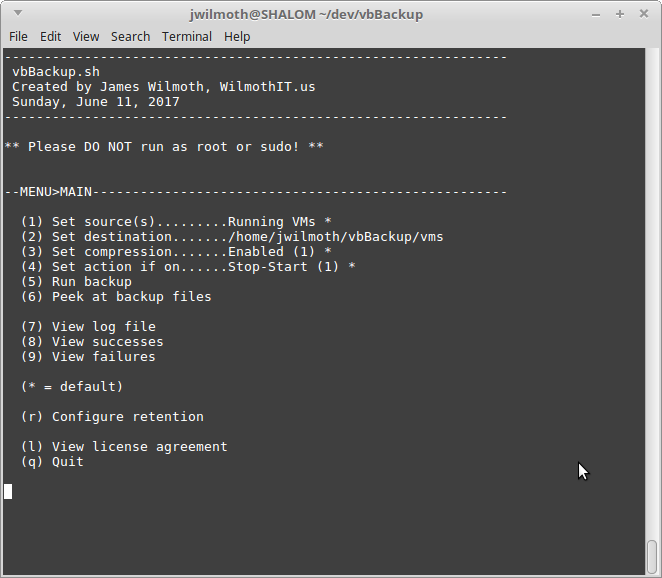 jwilmoth@SHALOM ~/dev/vbBackup
File Edit View Search Terminal Help
---------------------------------------------------------------
vbBackup.sh
Created by James Wilmoth, WilmothIT.us
Sunday, June 11, 2017
---------------------------------------------------------------
** Please DO NOT run as root or sudo! **
--MENU>MAIN----------------------------------------------------
(1) Set source(s).........Running VMs *
(2) Set destination......./home/jwilmoth/vbBackup/vms
(3) Set compression.......Enabled (1) *
(4) Set action if on......Stop-Start (1) *
(5) Run backup
(6) Peek at backup files
(7) View log file
(8) View successes
(9) View failures
(* = default)
(r) Configure retention
(l) View license agreement
(q) Quit